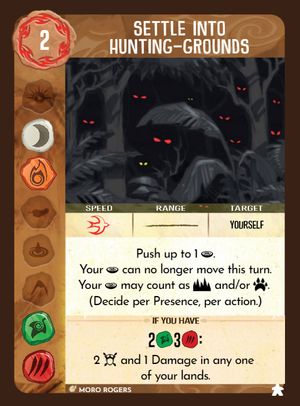 2
SETTLE INTO
HUNTING-GROUNDS
SPEED RANGE TARGET
YOURSELF
Push up to 1 .
Your can no longer move this turn.
Your may count as and/or .
(Decide per Presence, per action.)
IF YOU HAVE
2 3 :
2 and 1 Damage in any one
of your lands.
MORO ROGERS